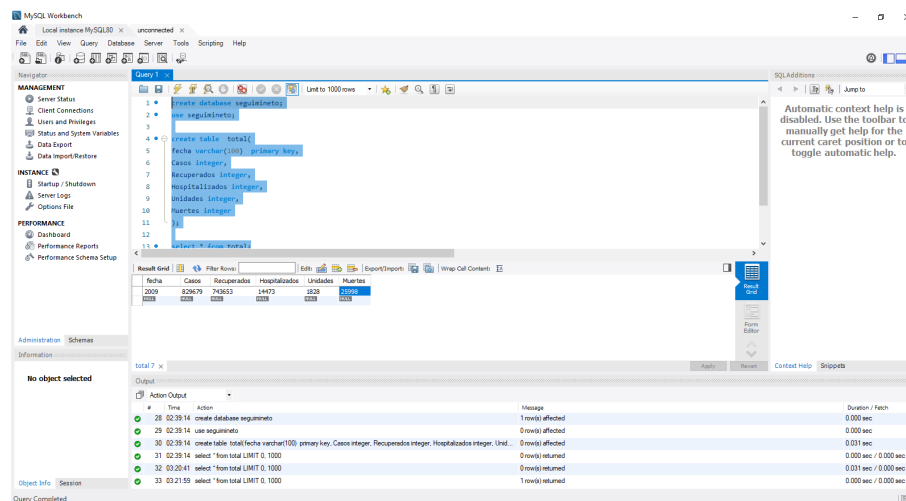 MySQL Workbench
Local instance MySQL80 × unconnected ×
File Edit View Query Database Server Tools Scripting Help
Navigator
MANAGEMENT
Server Status
Client Connections
Users and Privileges
Status and System Variables
Data Export
Data Import/Restore
INSTANCE
Startup / Shutdown
Server Logs
Options File
PERFORMANCE
Dashboard
Performance Reports
Performance Schema Setup
Administration Schemas
Information
No object selected
Object Info Session
Query Completed
Query 1 ×
Limit to 1000 rows
1 create database seguimineto;
2 use seguimineto;
3
4 create table total(
5 fecha varchar(100) primary key,
6 Casos integer,
7 Recuperados integer,
8 Hospitalizados integer,
9 Unidades integer,
10 Muertes integer
11 );
12
13 select * from total;
Result Grid Filter Rows: Edit: Export/Import: Wrap Cell Content:
fecha Casos Recuperados Hospitalizados Unidades Muertes
2009 829679 743653 14473 1828 25998
NULL NULL NULL NULL NULL NULL
Result Grid
Form Editor
total 7 × Apply Revert
Output
Action Output
# Time Action Message Duration / Fetch
28 02:39:14 create database seguimineto 1 row(s) affected 0.000 sec
29 02:39:14 use seguimineto 0 row(s) affected 0.000 sec
30 02:39:14 create table total( fecha varchar(100) primary key, Casos integer, Recuperados integer, Hospitalizados integer, Unid... 0 row(s) affected 0.031 sec
31 02:39:14 select * from total LIMIT 0, 1000 0 row(s) returned 0.000 sec / 0.000 sec
32 03:20:41 select * from total LIMIT 0, 1000 0 row(s) returned 0.031 sec / 0.000 sec
33 03:21:59 select * from total LIMIT 0, 1000 1 row(s) returned 0.000 sec / 0.000 sec
SQLAdditions
Jump to
Automatic context help is
disabled. Use the toolbar to
manually get help for the
current caret position or to
toggle automatic help.
Context Help Snippets